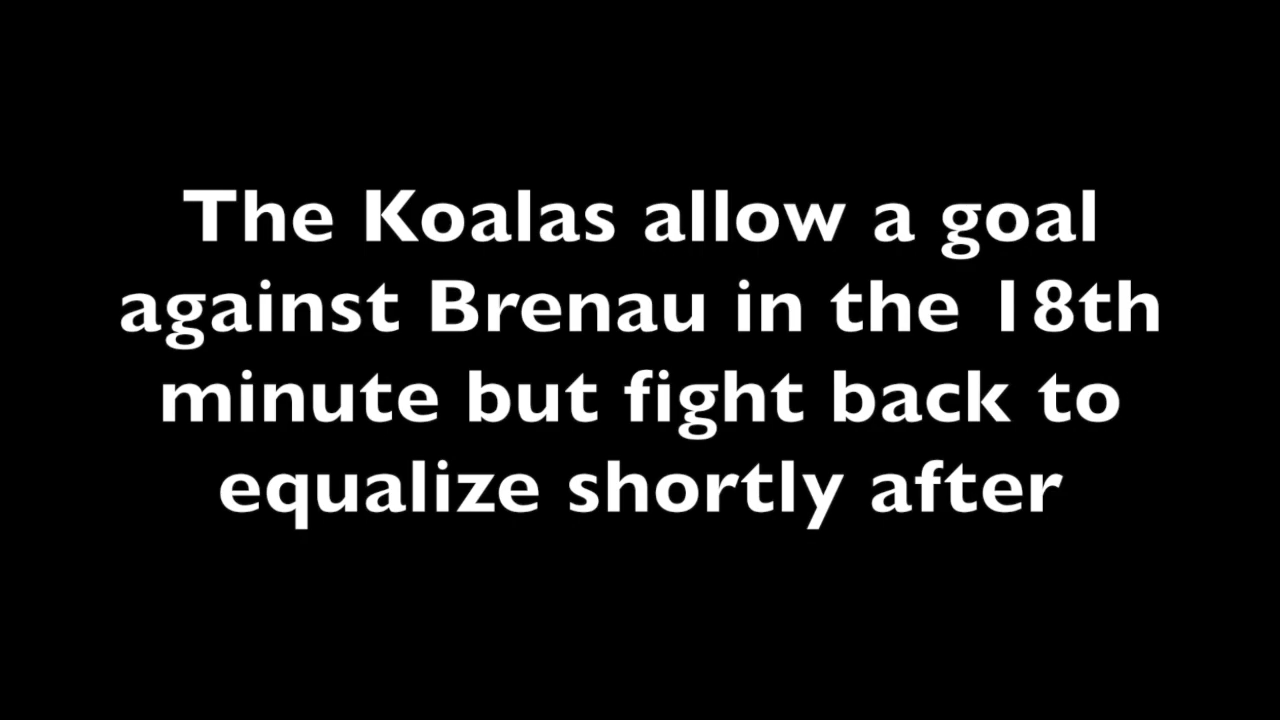 The Koalas allow a goal
against Brenau in the 18th
minute but fight back to
equalize shortly after